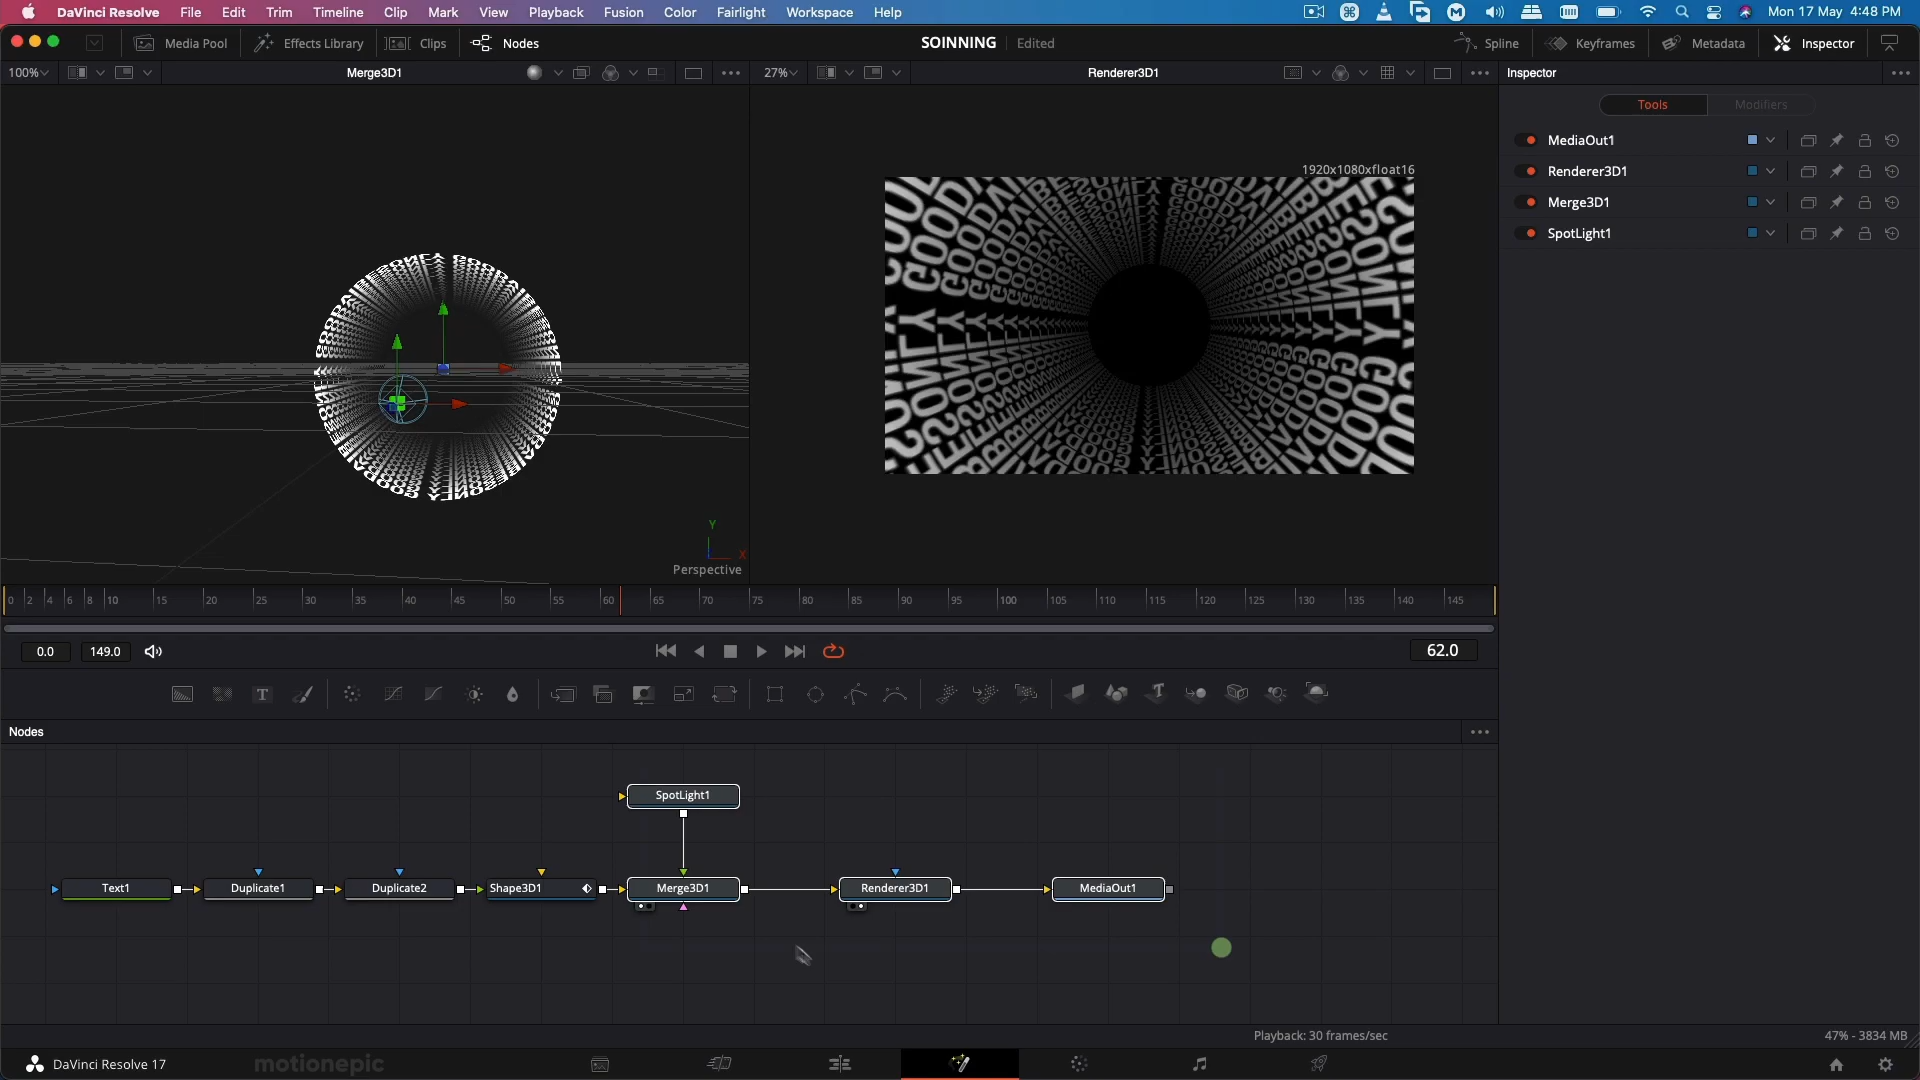 DaVinci Resolve File Edit Trim Timeline Clip Mark View Playback Fusion Color Fairlight Workspace Help Mon 17 May 4:48 PM
Media Pool Effects Library Clips Nodes SOINNING Edited Spline Keyframes Metadata Inspector
100% Merge3D1 27% Renderer3D1 Inspector
Tools Modifiers
MediaOut1
1920x1080xfloat16
Renderer3D1
Merge3D1
SpotLight1
Y
X
Perspective
0 2 4 6 8 10 15 20 25 30 35 40 45 50 55 60 65 70 75 80 85 90 95 100 105 110 115 120 125 130 135 140 145
0.0 149.0 62.0
Nodes
SpotLight1
Text1 Duplicate1 Duplicate2 Shape3D1 Merge3D1 Renderer3D1 MediaOut1
Playback: 30 frames/sec 47% - 3834 MB
DaVinci Resolve 17 motionepic